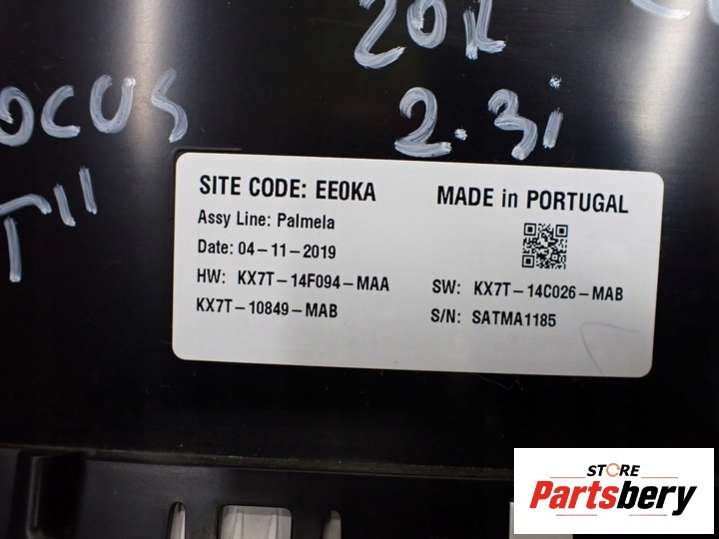 20R
OCUS
2.3i
T"
SITE CODE: EE0KA
MADE in PORTUGAL
Assy Line: Palmela
Date: 04-11-2019
HW: KX7T-14F094-MAA
SW: KX7T-14C026-MAB
KX7T-10849-MAB
S/N: SATMA1185
STORE
Partsbery